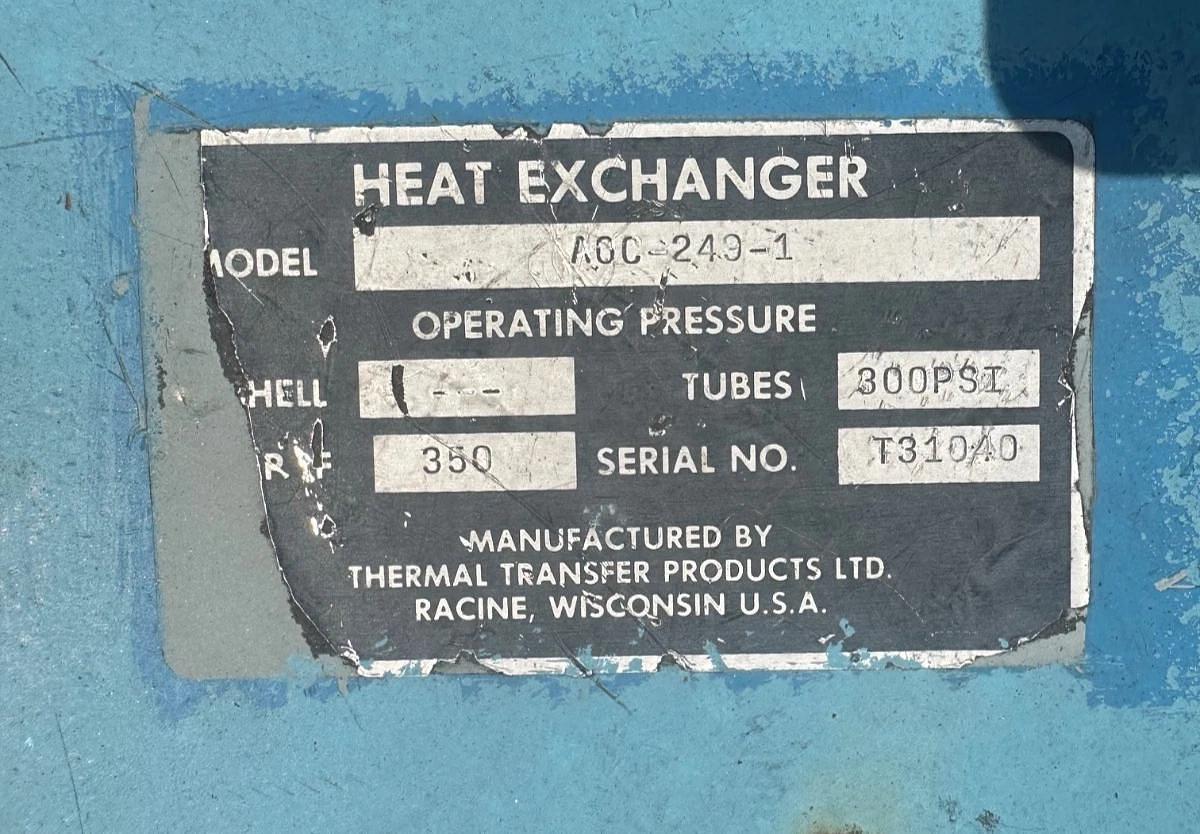 HEAT EXCHANGER
MODEL AOC-249-1
OPERATING PRESSURE
HELL --- TUBES 300PSI
350 SERIAL NO. T31040
MANUFACTURED BY
THERMAL TRANSFER PRODUCTS LTD.
RACINE, WISCONSIN U.S.A.